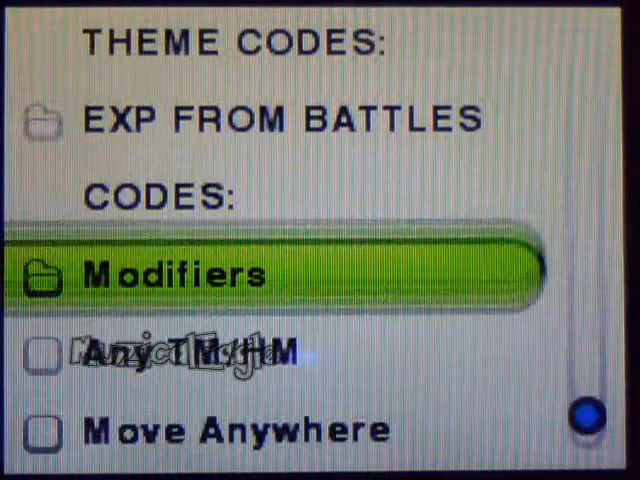 THEME CODES:
EXP FROM BATTLES
CODES:
Modifiers
Any TM/HM
Move Anywhere